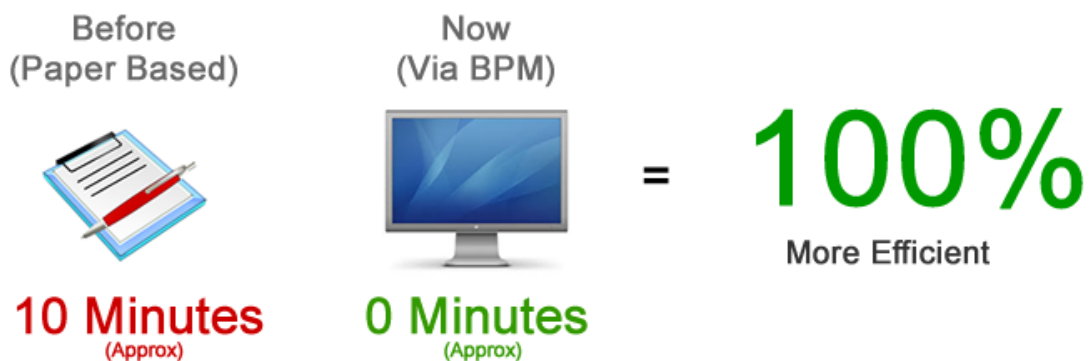 Before
(Paper Based)
Now
(Via BPM)
=
100%
More Efficient
10 Minutes
(Approx)
0 Minutes
(Approx)